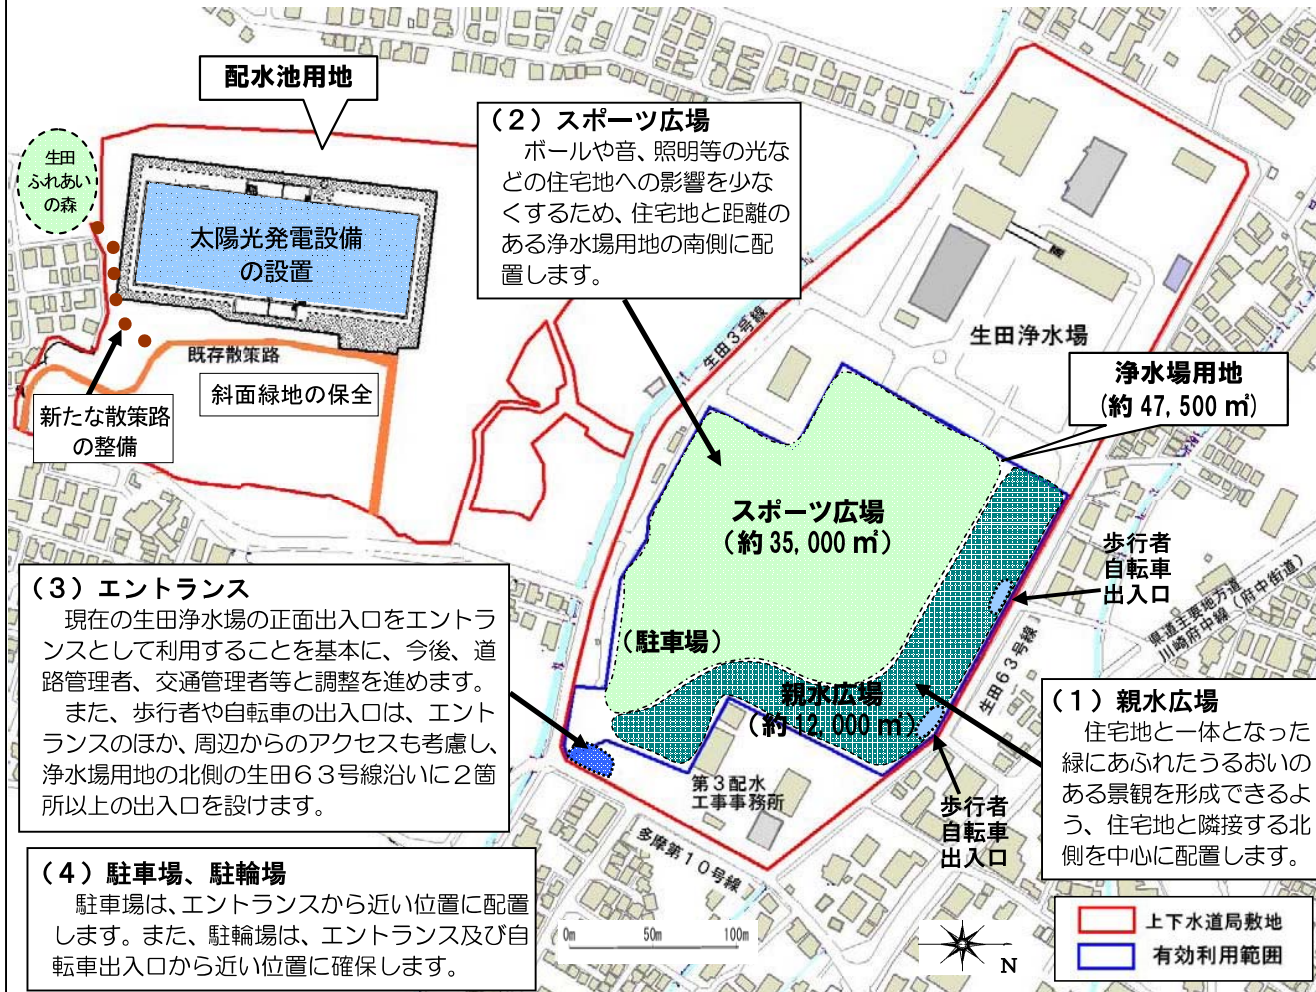 配水池用地
生田
ふれあい
の森
太陽光発電設備
の設置
既存散策路
斜面緑地の保全
新たな散策路
の整備
（２）スポーツ広場
ボールや音、照明等の光な
どの住宅地への影響を少な
くするため、住宅地と距離の
ある浄水場用地の南側に配
置します。
生田３号線
生田浄水場
浄水場用地
(約 47,500 ㎡)
スポーツ広場
（約 35,000 ㎡）
（駐車場）
親水広場
（約 12,000 ㎡）
歩行者
自転車
出入口
県道主要地方道
川崎府中線（府中街道）
生田６３号線
（３）エントランス
現在の生田浄水場の正面出入口をエントラ
ンスとして利用することを基本に、今後、道
路管理者、交通管理者等と調整を進めます。
また、歩行者や自転車の出入口は、エント
ランスのほか、周辺からのアクセスも考慮し、
浄水場用地の北側の生田６３号線沿いに２箇
所以上の出入口を設けます。
（１）親水広場
住宅地と一体となった
緑にあふれたうるおいの
ある景観を形成できるよ
う、住宅地と隣接する北
側を中心に配置します。
第３配水
工事事務所
歩行者
自転車
出入口
多摩第１０号線
（４）駐車場、駐輪場
駐車場は、エントランスから近い位置に配置
します。また、駐輪場は、エントランス及び自
転車出入口から近い位置に確保します。
0m 50m 100m
N
上下水道局敷地
有効利用範囲